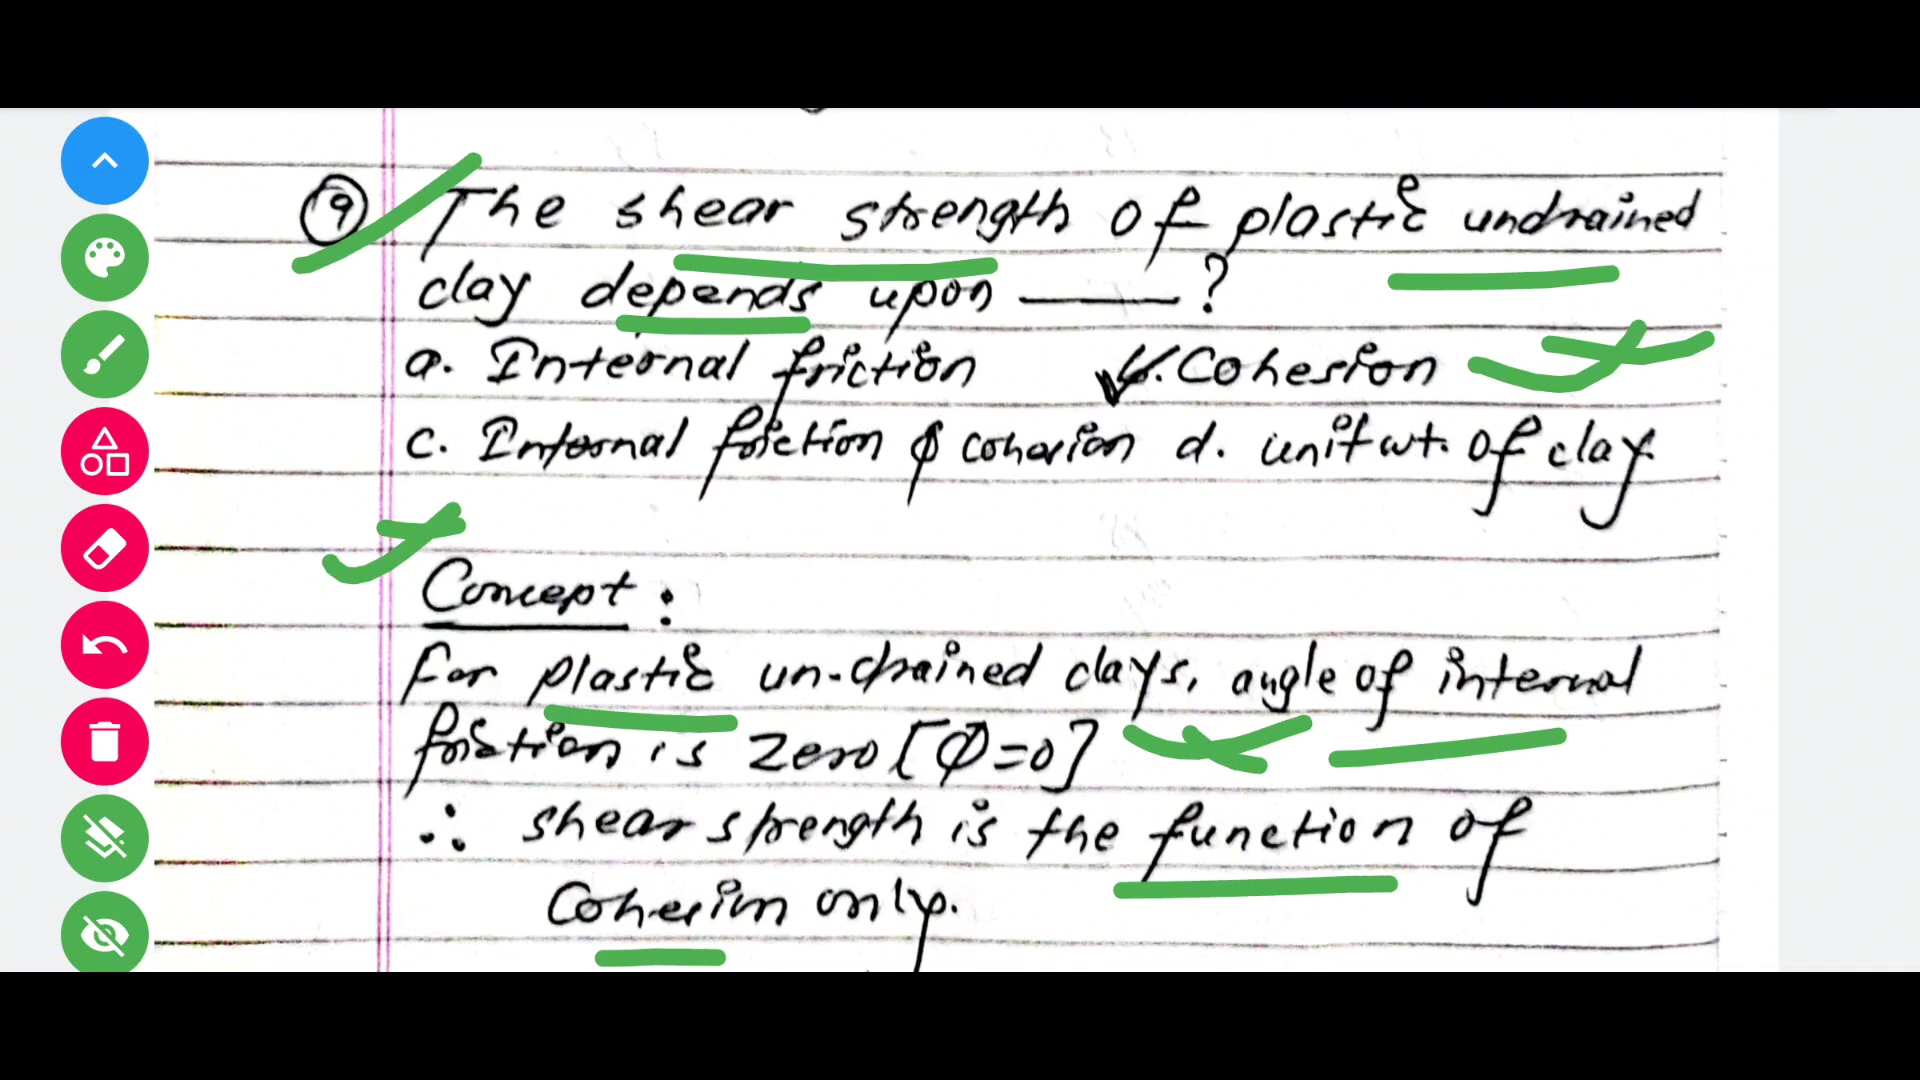 9 The shear strength of plastic undrained
clay depends upon ———?
a. Internal friction b. Cohesion
c. Internal friction & cohesion d. unit wt. of clay.
Concept :
For plastic un-drained clays, angle of internal
friction is zero [Φ=0]
∴ shear strength is the function of
Cohesion only.